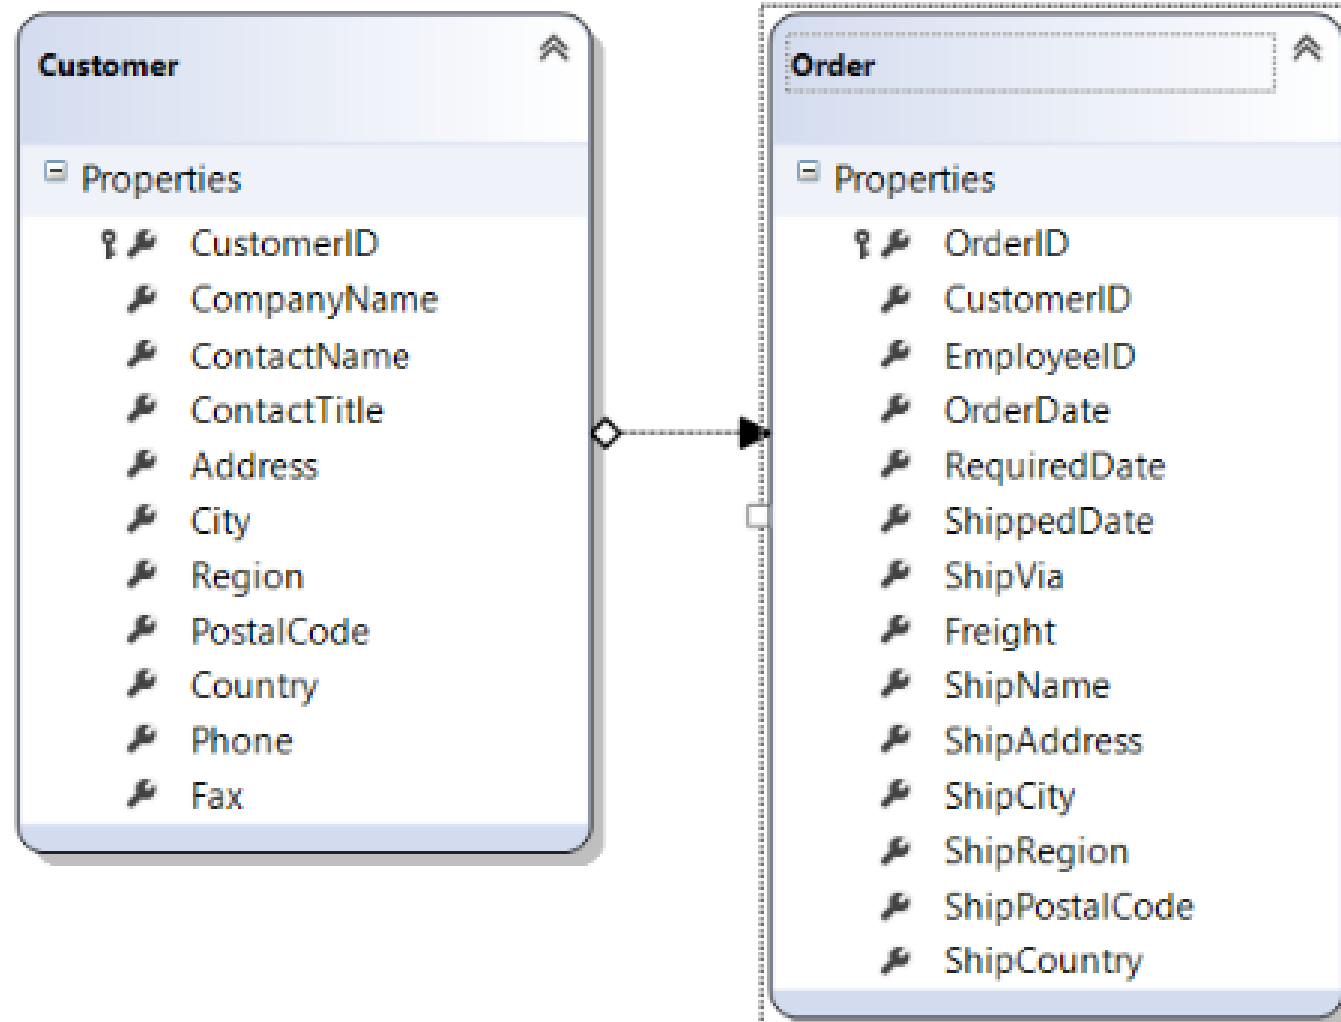 Customer
Properties
CustomerID
CompanyName
ContactName
ContactTitle
Address
City
Region
PostalCode
Country
Phone
Fax
Order
Properties
OrderID
CustomerID
EmployeeID
OrderDate
RequiredDate
ShippedDate
ShipVia
Freight
ShipName
ShipAddress
ShipCity
ShipRegion
ShipPostalCode
ShipCountry